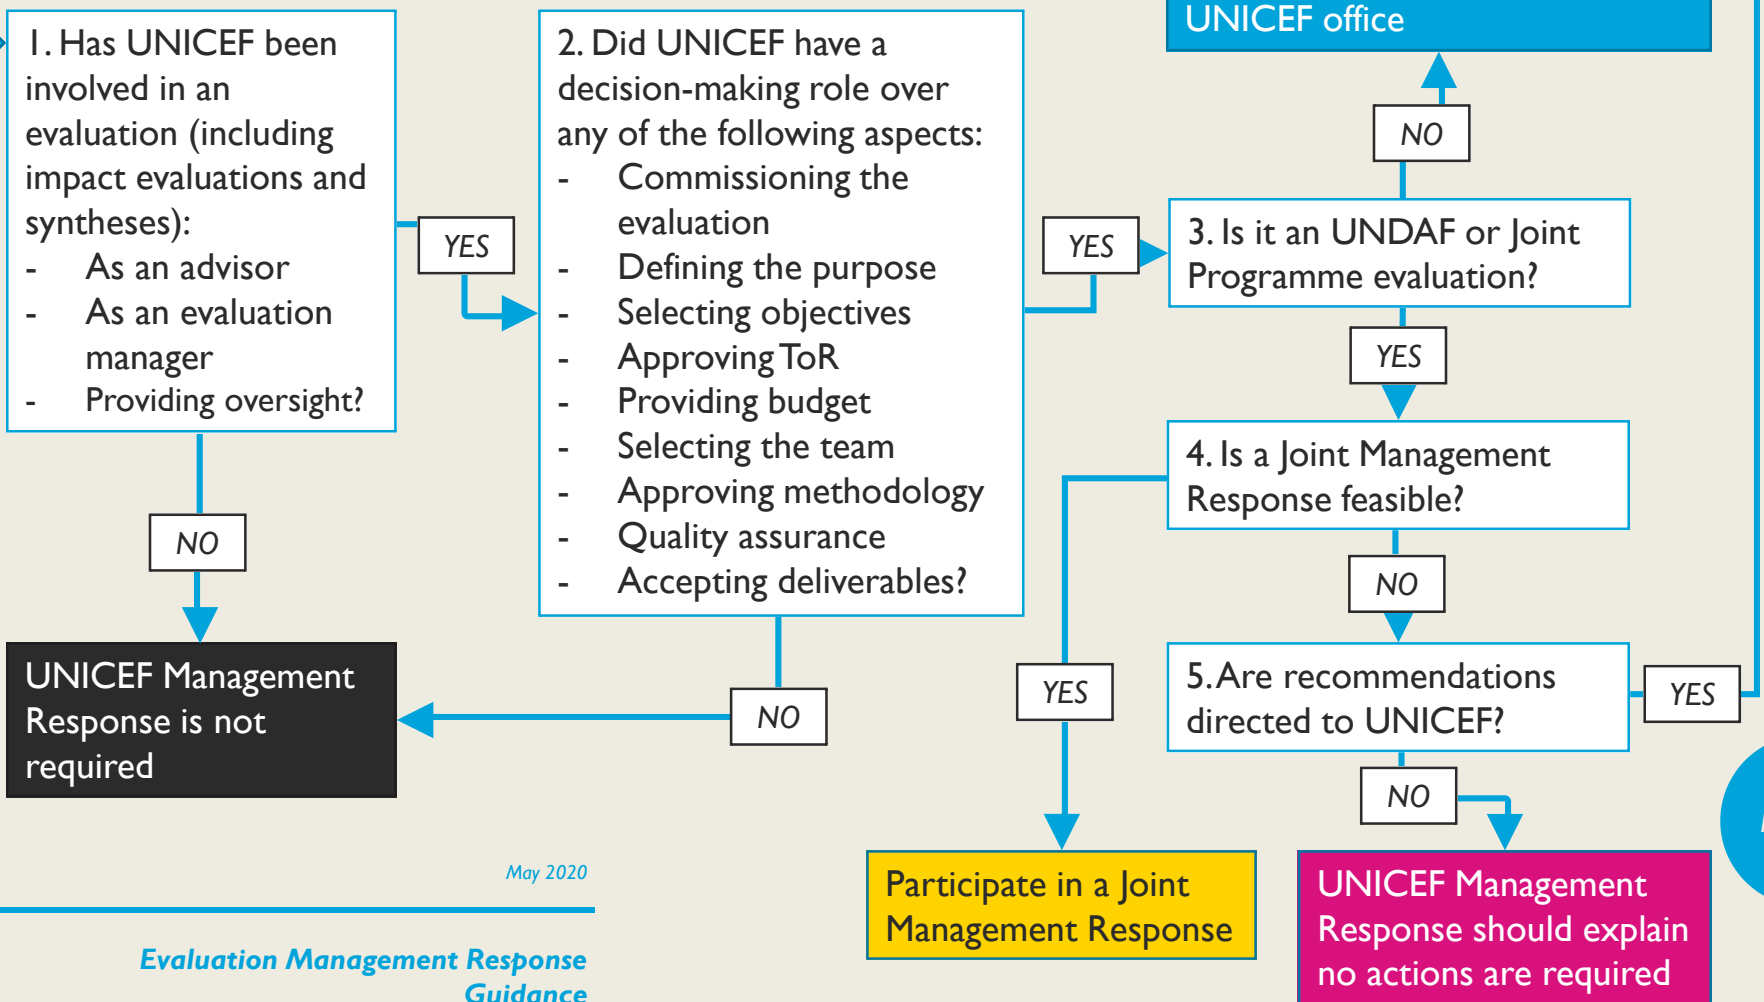 UNICEF office
1. Has UNICEF been
involved in an
evaluation (including
impact evaluations and
syntheses):
- As an advisor
- As an evaluation
manager
- Providing oversight?
YES
NO
2. Did UNICEF have a
decision-making role over
any of the following aspects:
- Commissioning the
evaluation
- Defining the purpose
- Selecting objectives
- Approving ToR
- Providing budget
- Selecting the team
- Approving methodology
- Quality assurance
- Accepting deliverables?
YES
NO
NO
3. Is it an UNDAF or Joint
Programme evaluation?
YES
4. Is a Joint Management
Response feasible?
YES
NO
5. Are recommendations
directed to UNICEF?
YES
NO
UNICEF Management
Response is not
required
Participate in a Joint
Management Response
UNICEF Management
Response should explain
no actions are required
May 2020
Evaluation Management Response
Guidance